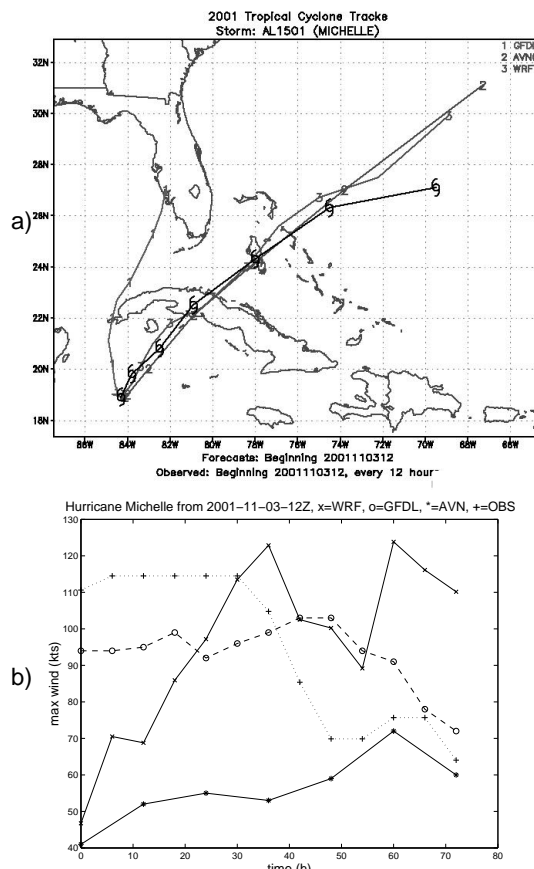 2001 Tropical Cyclone Tracks
Storm: AL1501 (MICHELLE)
1 GFDL
2 AVN
3 WRF
32N
30N
28N
26N
24N
22N
20N
18N
a)
86W 84W 82W 80W 78W 76W 74W 72W 70W 68W 66W
Forecasts: Beginning 2001110312
Observed: Beginning 2001110312, every 12 hour
Hurricane Michelle from 2001-11-03-12Z, x=WRF, o=GFDL, *=AVN, +=OBS
130
120
110
100
90
80
70
60
50
40
max wind (kts)
b)
0 10 20 30 40 50 60 70 80
time (h)